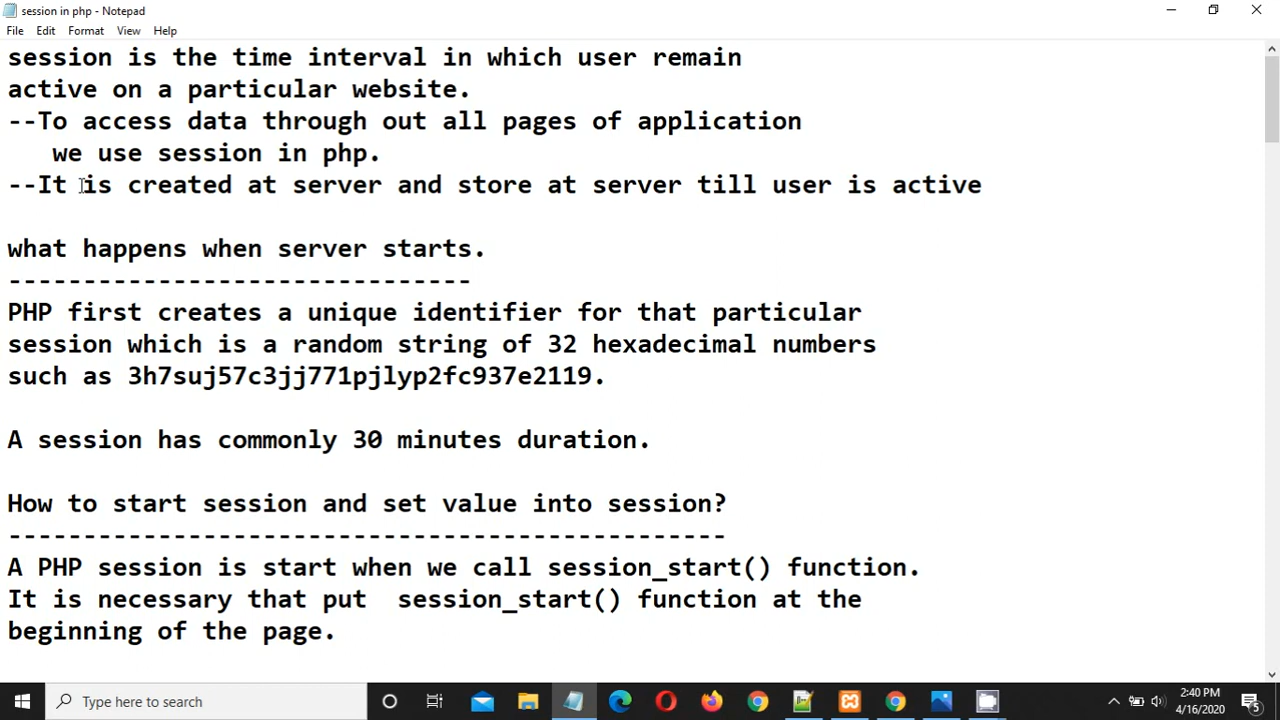 session in php - Notepad
File Edit Format View Help
session is the time interval in which user remain
active on a particular website.
--To access data through out all pages of application
we use session in php.
--It is created at server and store at server till user is active
what happens when server starts.
-------------------------------
PHP first creates a unique identifier for that particular
session which is a random string of 32 hexadecimal numbers
such as 3h7suj57c3jj771pjlyp2fc937e2119.
A session has commonly 30 minutes duration.
How to start session and set value into session?
------------------------------------------------
A PHP session is start when we call session_start() function.
It is necessary that put  session_start() function at the
beginning of the page.
Type here to search
2:40 PM
4/16/2020
5